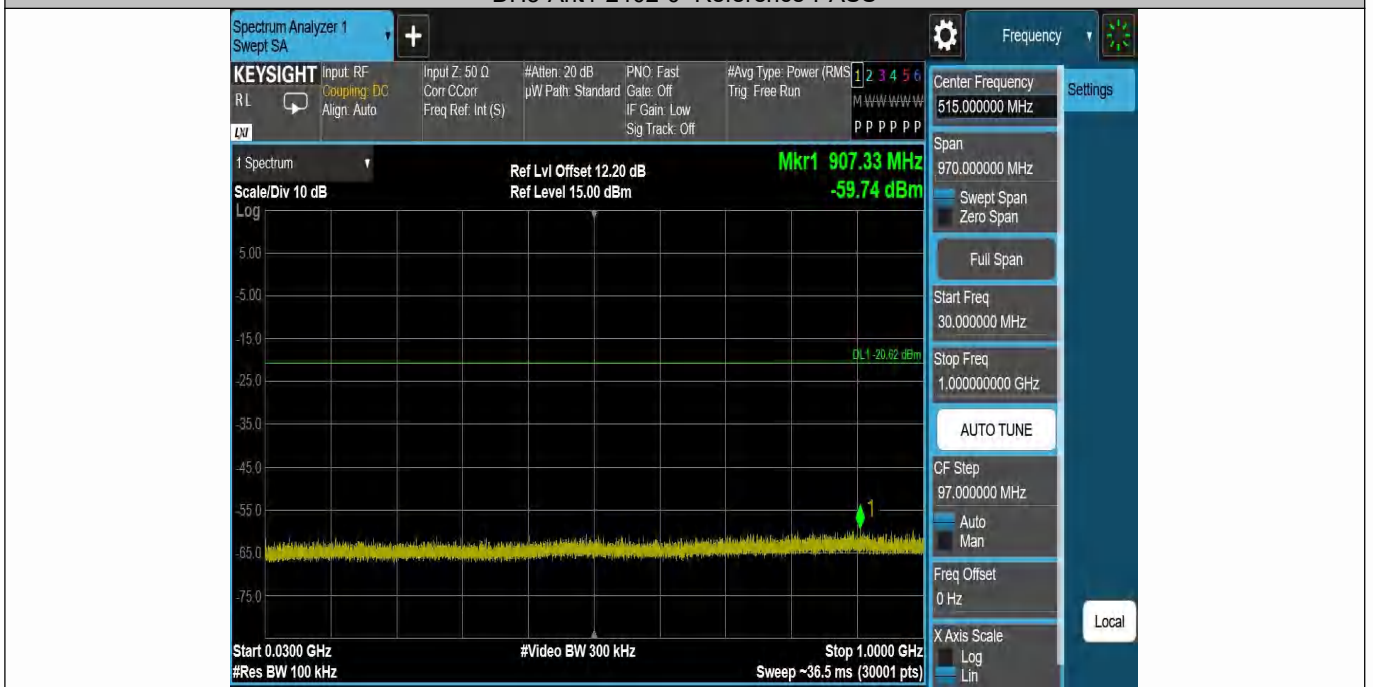 Spectrum Analyzer 1
Swept SA
+
Frequency
KEYSIGHT
RL
LXI
Input: RF
Coupling: DC
Align: Auto
Input Z: 50 Ω
Corr CCorr
Freq Ref: Int (S)
#Atten: 20 dB
µW Path: Standard
PNO: Fast
Gate: Off
IF Gain: Low
Sig Track: Off
#Avg Type: Power (RMS
Trig: Free Run
1 2 3 4 5 6
M W W W W W
P P P P P P
Center Frequency
515.000000 MHz
Settings
Span
970.000000 MHz
Swept Span
Zero Span
Full Span
Start Freq
30.000000 MHz
Stop Freq
1.000000000 GHz
AUTO TUNE
CF Step
97.000000 MHz
Auto
Man
Freq Offset
0 Hz
X Axis Scale
Log
Lin
Local
1 Spectrum
Scale/Div 10 dB
Log
Ref Lvl Offset 12.20 dB
Ref Level 15.00 dBm
Mkr1 907.33 MHz
-59.74 dBm
5.00
-5.00
-15.0
DL1 -20.62 dBm
-25.0
-35.0
-45.0
-55.0
1
-65.0
-75.0
Start 0.0300 GHz
#Res BW 100 kHz
#Video BW 300 kHz
Stop 1.0000 GHz
Sweep ~36.5 ms (30001 pts)